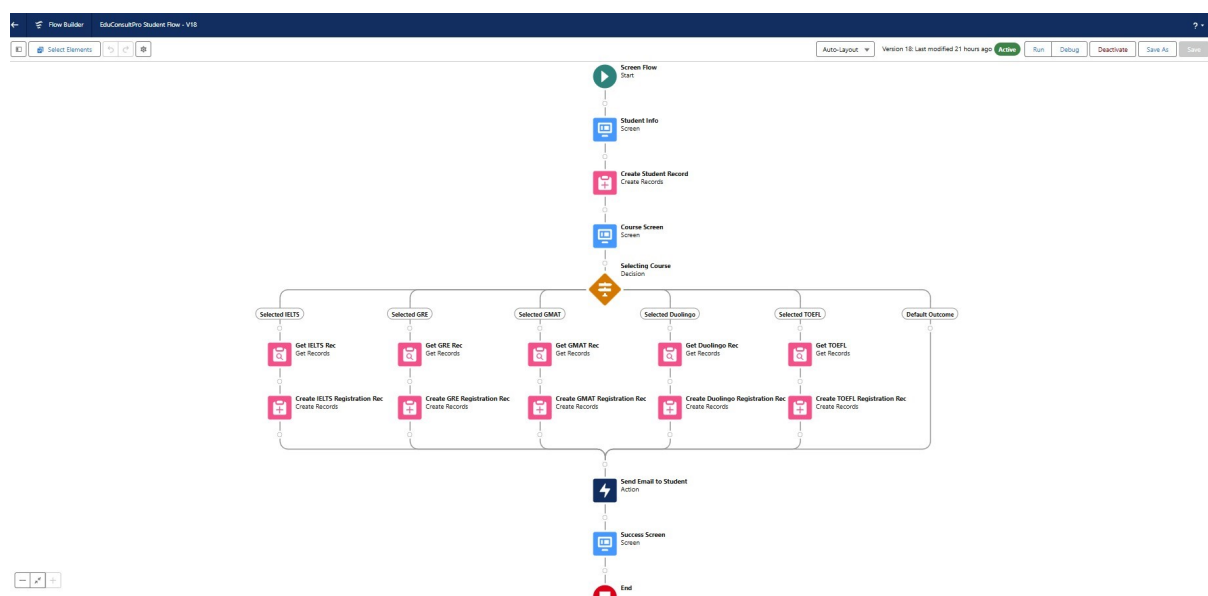 Flow Builder
EduConsultPro Student Flow - V18
?
Select Elements
Auto-Layout
Version 18: Last modified 21 hours ago
Active
Run
Debug
Deactivate
Save As
Save
Screen Flow
Start
Student Info
Screen
Create Student Record
Create Records
Course Screen
Screen
Selecting Course
Decision
Selected IELTS
Selected GRE
Selected GMAT
Selected Duolingo
Selected TOEFL
Default Outcome
Get IELTS Rec
Get Records
Get GRE Rec
Get Records
Get GMAT Rec
Get Records
Get Duolingo Rec
Get Records
Get TOEFL
Get Records
Create IELTS Registration Rec
Create Records
Create GRE Registration Rec
Create Records
Create GMAT Registration Rec
Create Records
Create Duolingo Registration Rec
Create Records
Create TOEFL Registration Rec
Create Records
Send Email to Student
Action
Success Screen
Screen
End